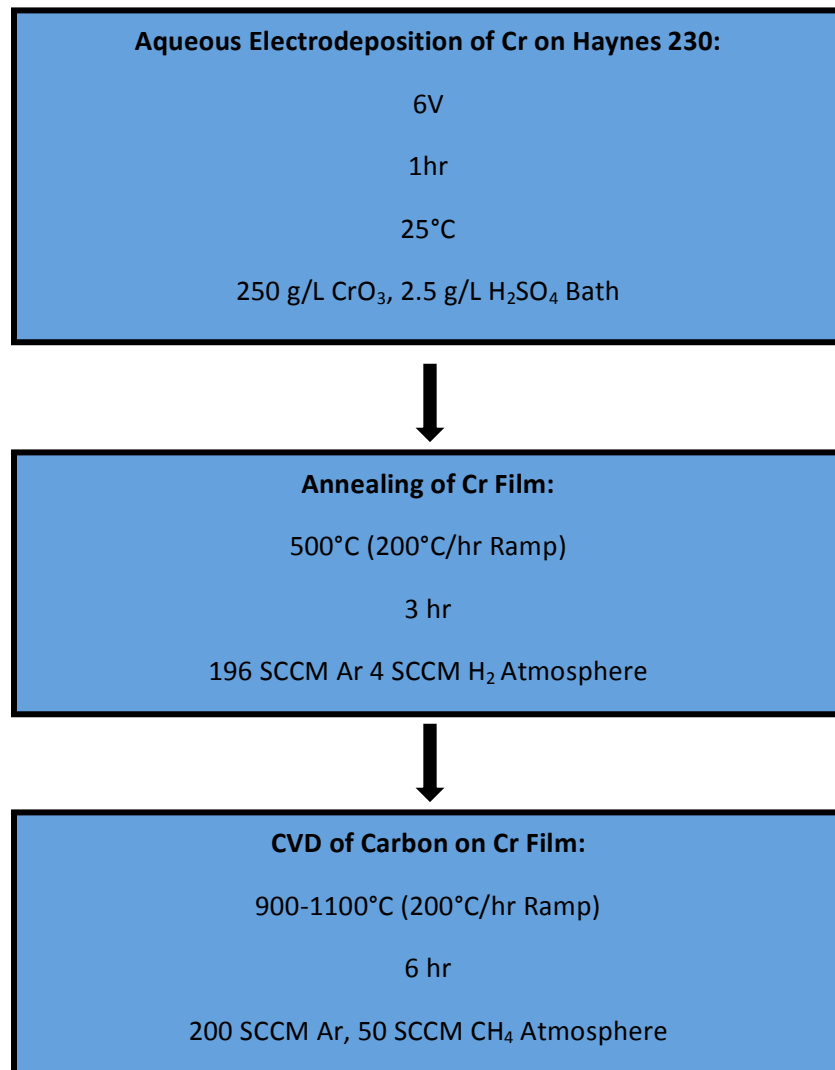 Aqueous Electrodeposition of Cr on Haynes 230:
6V
1hr
25°C
250 g/L CrO₃, 2.5 g/L H₂SO₄ Bath
Annealing of Cr Film:
500°C (200°C/hr Ramp)
3 hr
196 SCCM Ar 4 SCCM H₂ Atmosphere
CVD of Carbon on Cr Film:
900-1100°C (200°C/hr Ramp)
6 hr
200 SCCM Ar, 50 SCCM CH₄ Atmosphere